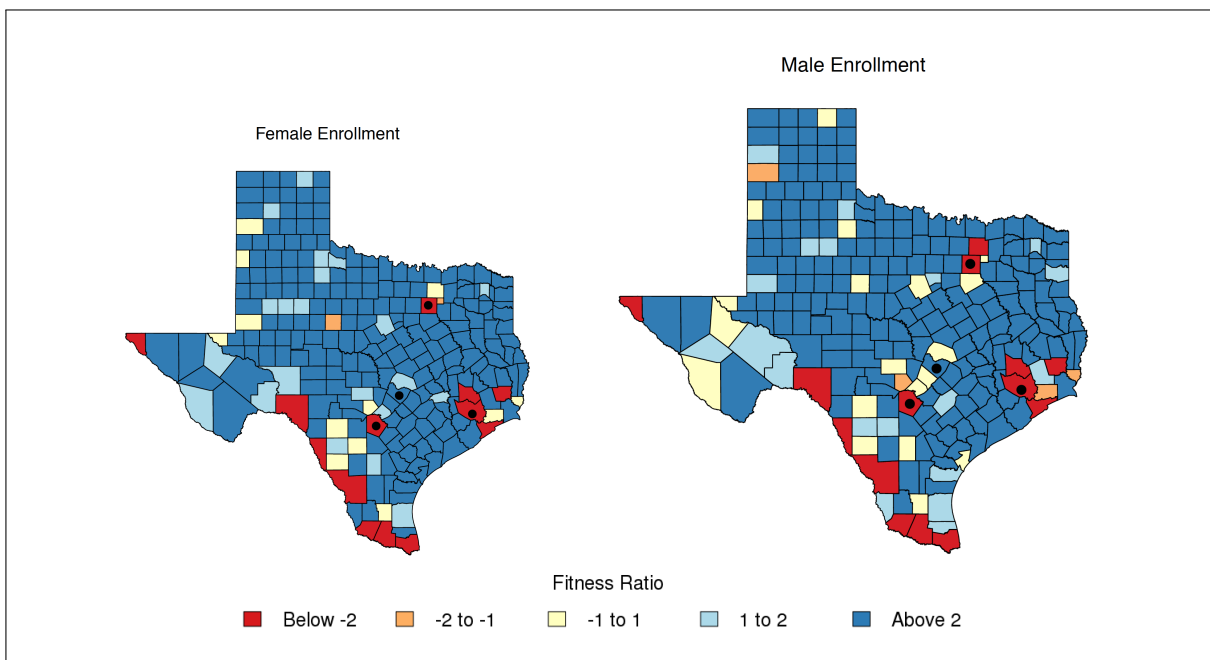 Male Enrollment
Female Enrollment
Fitness Ratio
Below -2
-2 to -1
-1 to 1
1 to 2
Above 2